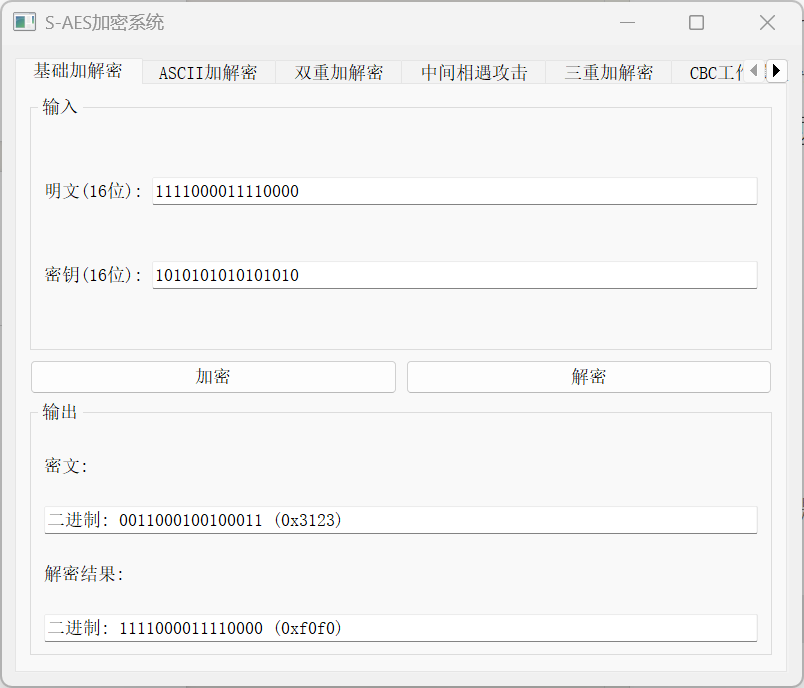 S-AES加密系统
基础加解密 ASCII加解密 双重加解密 中间相遇攻击 三重加解密 CBC工
输入
明文(16位): 1111000011110000
密钥(16位): 1010101010101010
加密 解密
输出
密文:
二进制: 0011000100100011 (0x3123)
解密结果:
二进制: 1111000011110000 (0xf0f0)